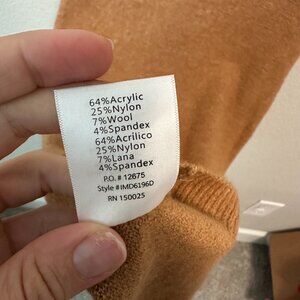 64%Acrylic
25%Nylon
7%Wool
4%Spandex
64%Acrilico
25%Nylon
7%Lana
4%Spandex
P.O. # 12675
Style #IMD6196D
RN 150025